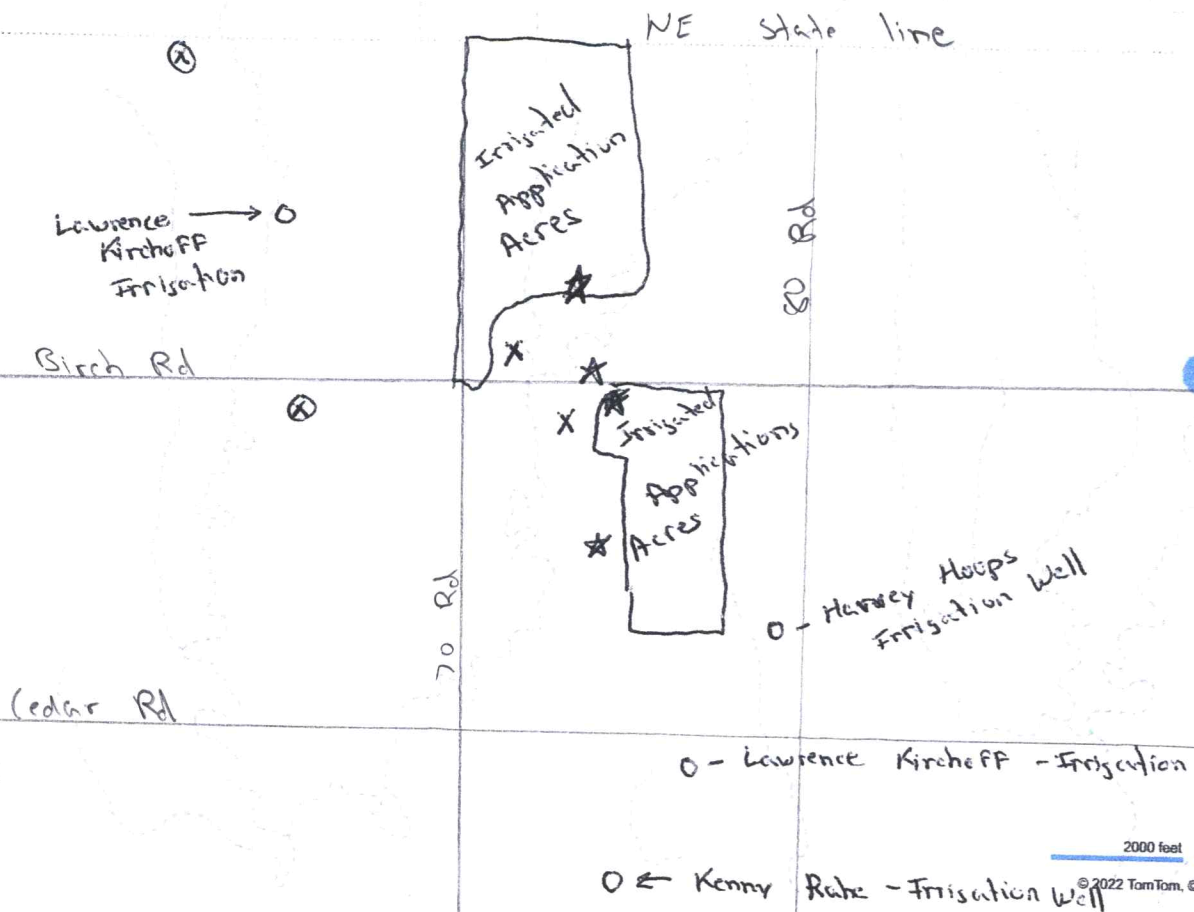 NE State line
Irrigated
Application
Acres
Lawrence
Kirchoff
Irrigation
80 Rd
Birch Rd
Irrigated
Applications
Acres
Harvey Hoops
Irrigation Well
70 Rd
Cedar Rd
Lawrence Kirchoff - Irrigation
2000 feet
Kenny Rahe - Irrigation Well
© 2022 TomTom, ©